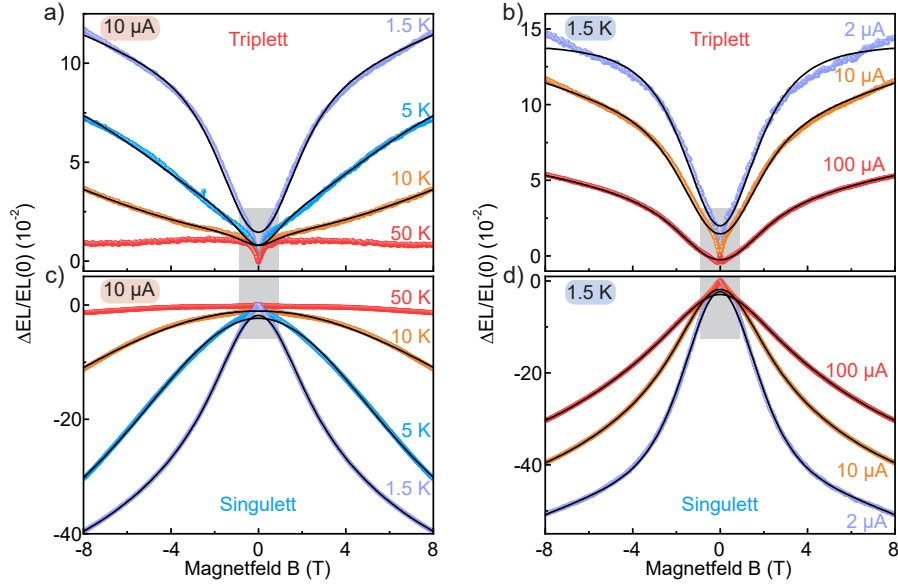 a)
10 µA
Triplett
1.5 K
5 K
10 K
50 K
10
5
0
ΔEL/EL(0) (10⁻²)
b)
1.5 K
Triplett
2 µA
10 µA
100 µA
15
10
5
0
ΔEL/EL(0) (10⁻²)
c)
10 µA
50 K
10 K
5 K
1.5 K
Singulett
0
-20
-40
-8 -4 0 4 8
Magnetfeld B (T)
d)
1.5 K
100 µA
10 µA
2 µA
Singulett
0
-20
-40
-8 -4 0 4 8
Magnetfeld B (T)